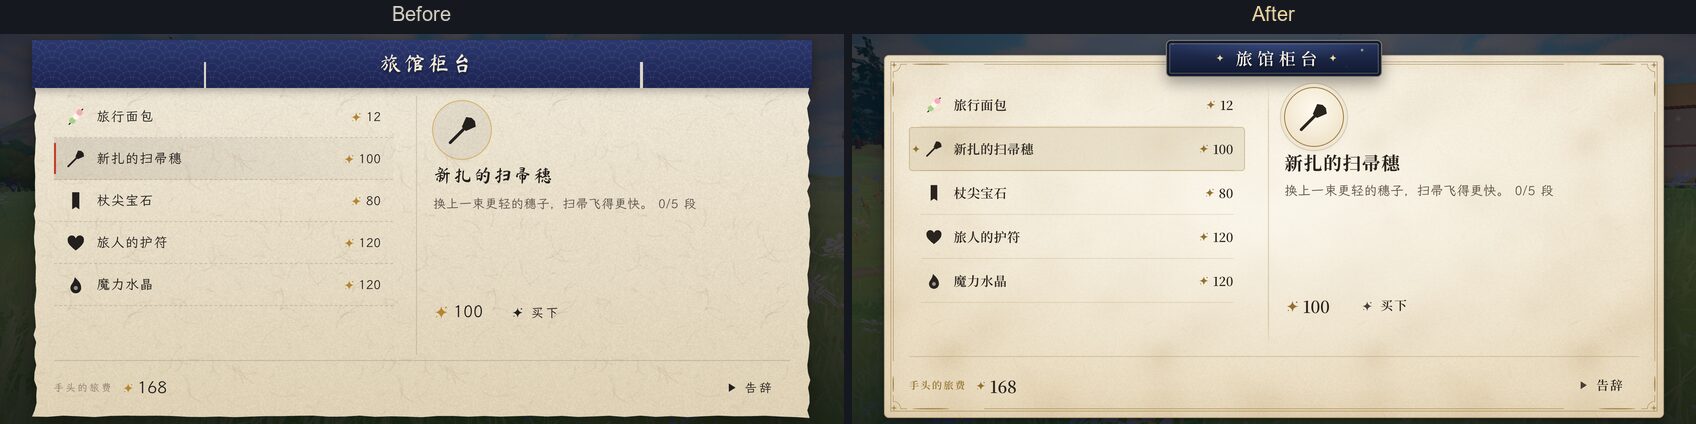 Before
旅馆柜台
旅行面包 12
新扎的扫帚穗 100
杖尖宝石 80
旅人的护符 120
魔力水晶 120
新扎的扫帚穗
换上一束更轻的穗子，扫帚飞得更快。 0/5 段
100 买下
手头的旅费 168
告辞
After
旅馆柜台
旅行面包 12
新扎的扫帚穗 100
杖尖宝石 80
旅人的护符 120
魔力水晶 120
新扎的扫帚穗
换上一束更轻的穗子，扫帚飞得更快。 0/5 段
100 买下
手头的旅费 168
告辞